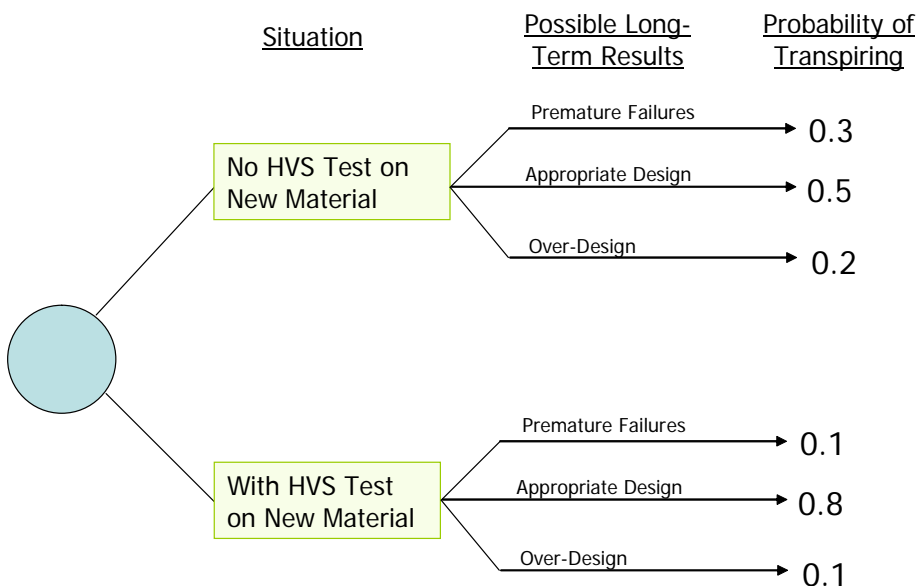 Situation
Possible Long-
Term Results
Probability of
Transpiring
No HVS Test on
New Material
Premature Failures
0.3
Appropriate Design
0.5
Over-Design
0.2
With HVS Test
on New Material
Premature Failures
0.1
Appropriate Design
0.8
Over-Design
0.1